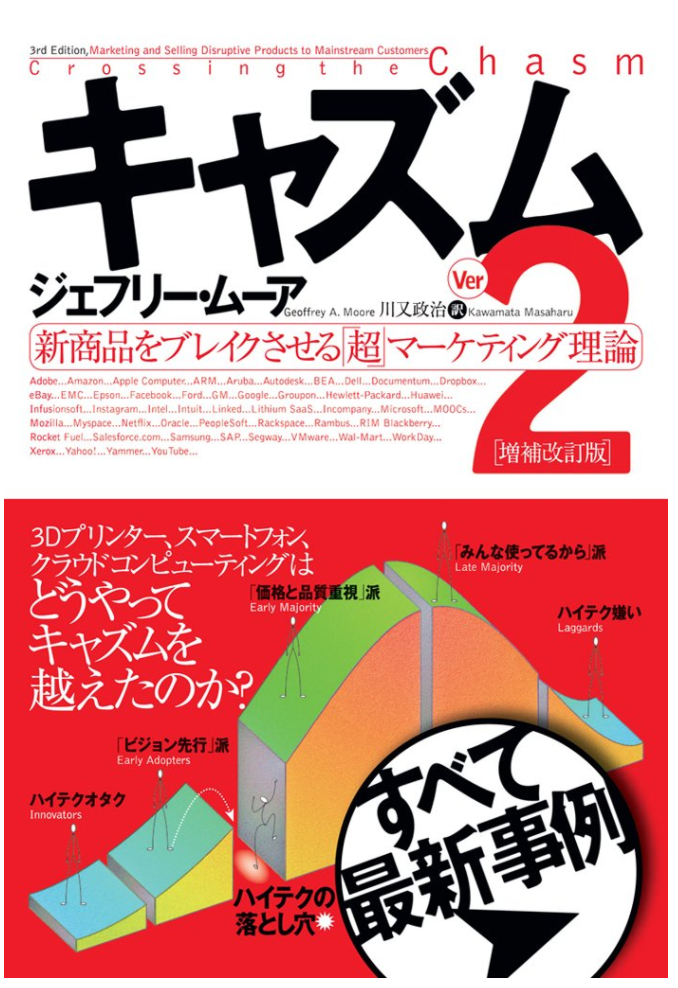 3rd Edition, Marketing and Selling Disruptive Products to Mainstream Customers
Crossing the Chasm
キャズム
Ver
2
ジェフリー・ムーア
Geoffrey A. Moore 川又政治 訳 Kawamata Masaharu
新商品をブレイクさせる「超」マーケティング理論
Adobe...Amazon...Apple Computer...ARM...Aruba...Autodesk...BEA...Dell...Documentum...Dropbox...
eBay...EMC...Epson...Facebook...Ford...GM...Google...Groupon...Hewlett-Packard...Huawei...
Infusionsoft...Instagram...Intel...Intuit...Linked...Lithium SaaS...Incompany...Microsoft...MOOCs...
Mozilla...Myspace...Netflix...Oracle...PeopleSoft...Rackspace...Rambus...RIM Blackberry...
Rocket Fuel...Salesforce.com...Samsung...SAP...Segway...VMware...Wal-Mart...WorkDay...
Xerox...Yahoo!...Yammer...YouTube...
[増補改訂版]
3Dプリンター、スマートフォン、
クラウドコンピューティングは
どうやって
キャズムを
越えたのか?
「みんな使ってるから」派
Late Majority
「価格と品質重視」派
Early Majority
ハイテク嫌い
Laggards
「ビジョン先行」派
Early Adopters
ハイテクオタク
Innovators
ハイテクの
落とし穴
すべて
最新事例